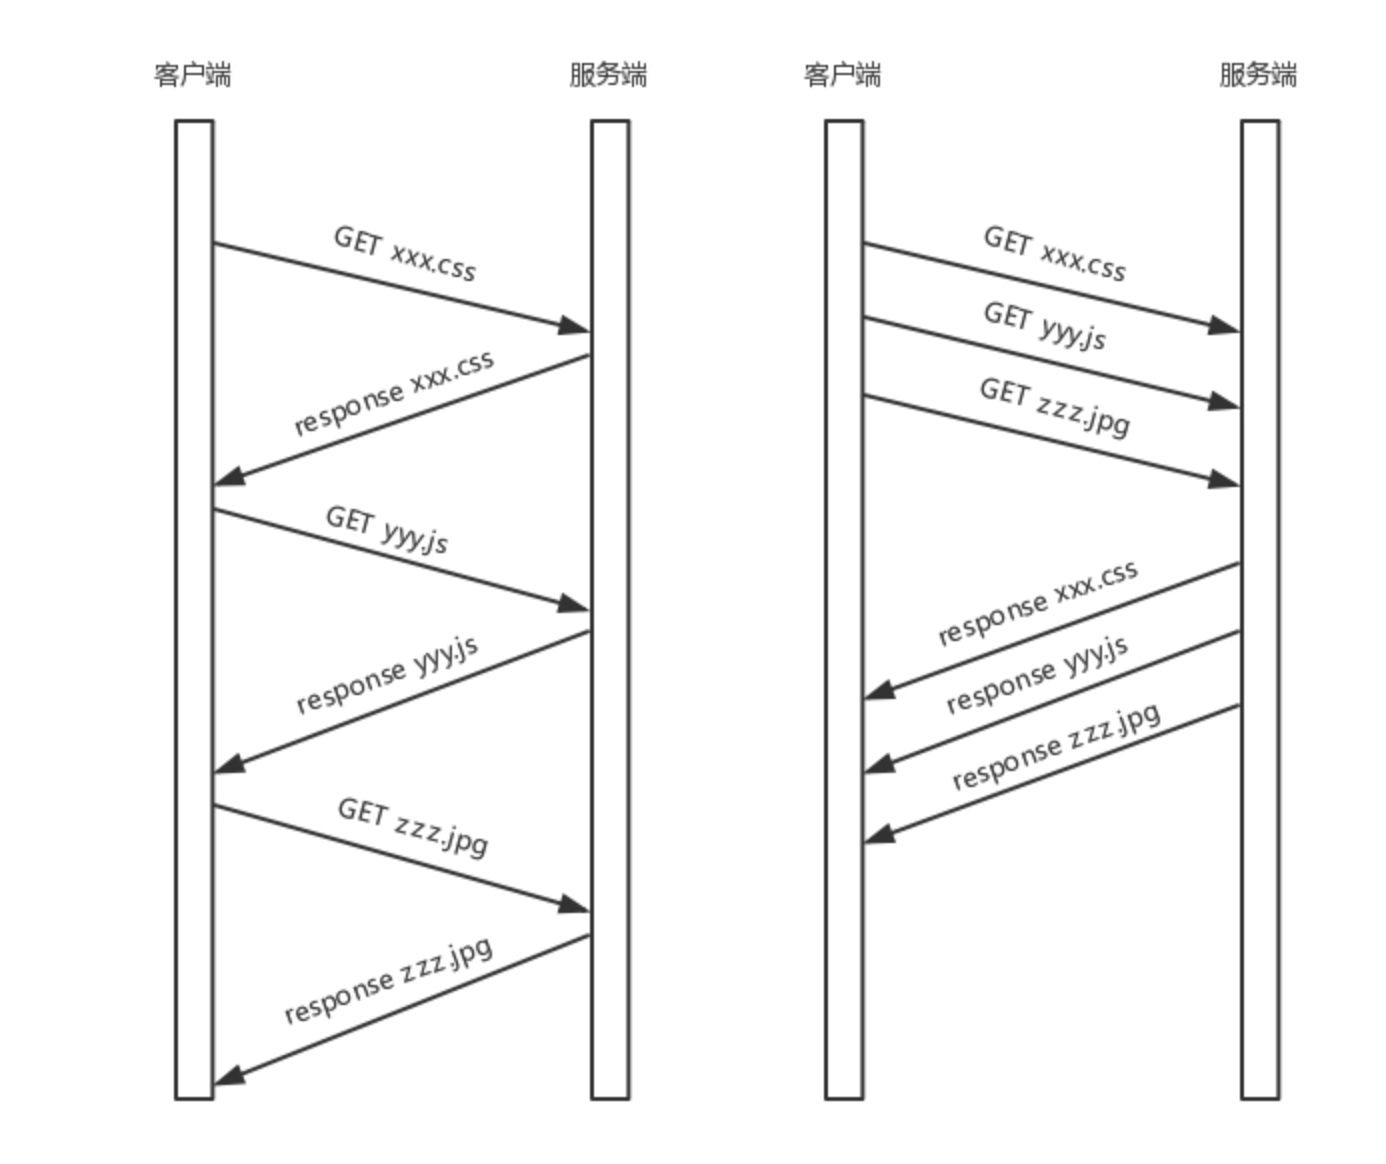 客户端
服务端
GET xxx.css
response xxx.css
GET yyy.js
response yyy.js
GET zzz.jpg
response zzz.jpg
客户端
服务端
GET xxx.css
GET yyy.js
GET zzz.jpg
response xxx.css
response yyy.js
response zzz.jpg